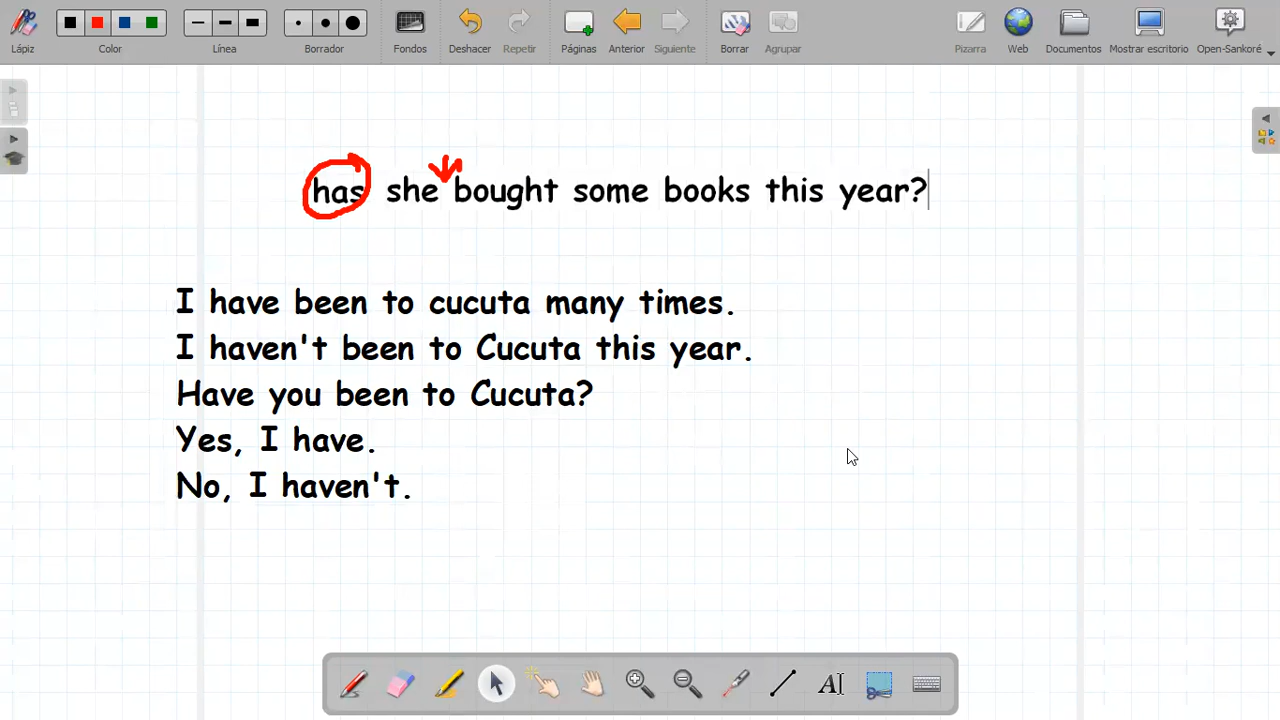 Lápiz Color Línea Borrador Fondos Deshacer Repetir Páginas Anterior Siguiente Borrar Agrupar Pizarra Web Documentos Mostrar escritorio Open-Sankoré
has she bought some books this year?
I have been to cucuta many times.
I haven't been to Cucuta this year.
Have you been to Cucuta?
Yes, I have.
No, I haven't.
AI